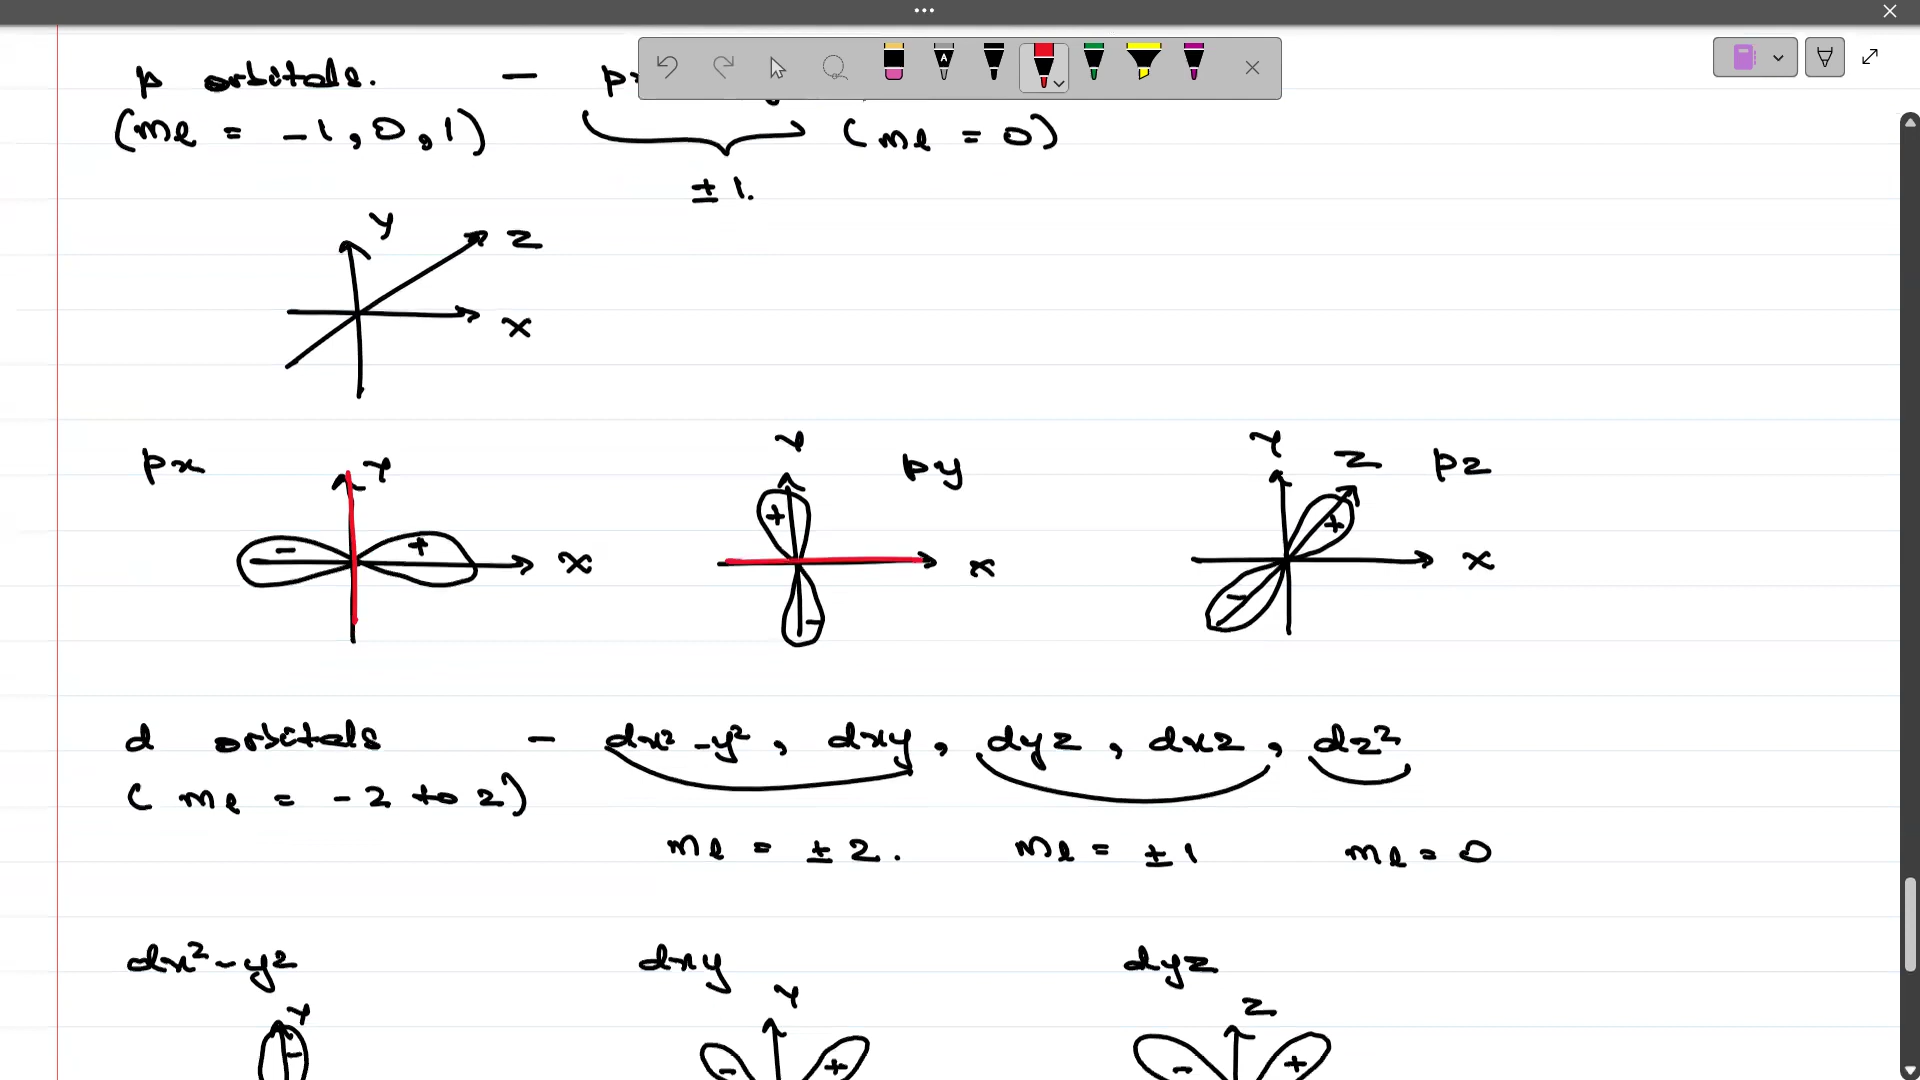 p orbitals. -
(ml = -1, 0, 1) (ml = 0)
± 1.
y
z
x
px Y py Y Y z pz
+
- + x x + x
- -
d orbitals - dx²-y², dxy, dyz, dxz, dz²
(ml = -2 to 2)
ml = ±2. ml = ±1 ml = 0
dx²-y² dxy dyz
Y Y z
- - + - +